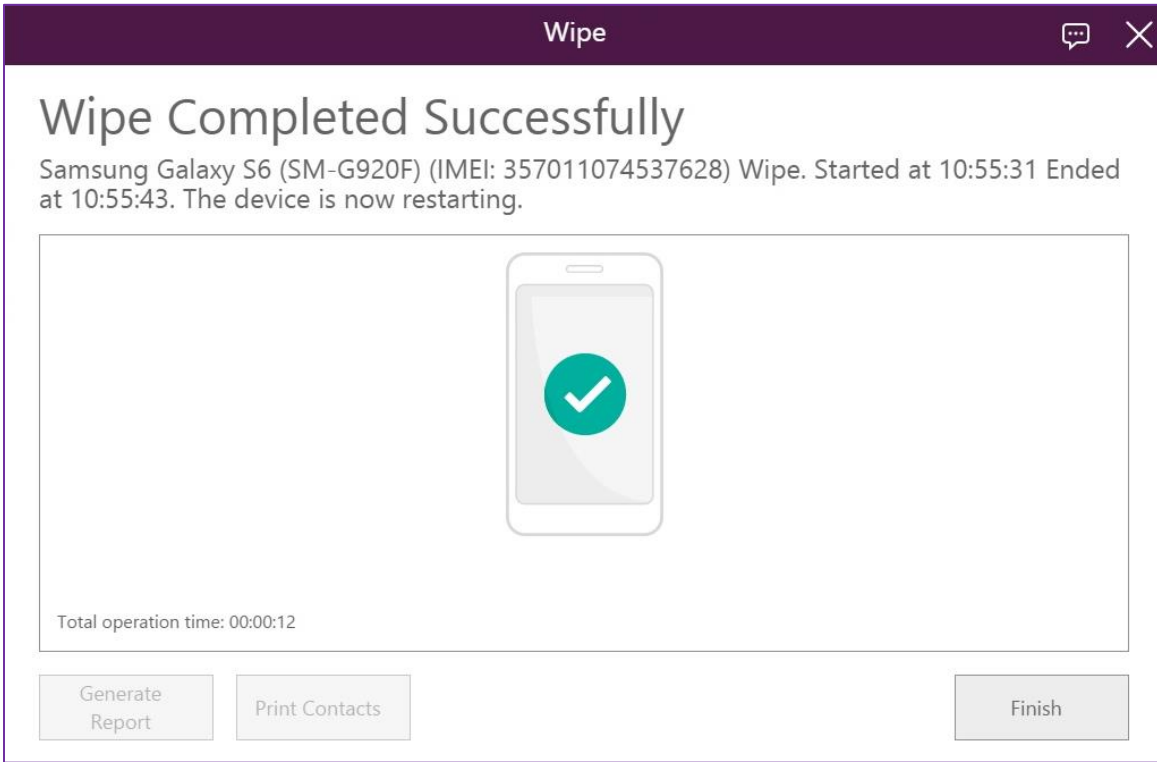 Wipe
Wipe Completed Successfully
Samsung Galaxy S6 (SM-G920F) (IMEI: 357011074537628) Wipe. Started at 10:55:31 Ended
at 10:55:43. The device is now restarting.
Total operation time: 00:00:12
Generate
Report
Print Contacts
Finish